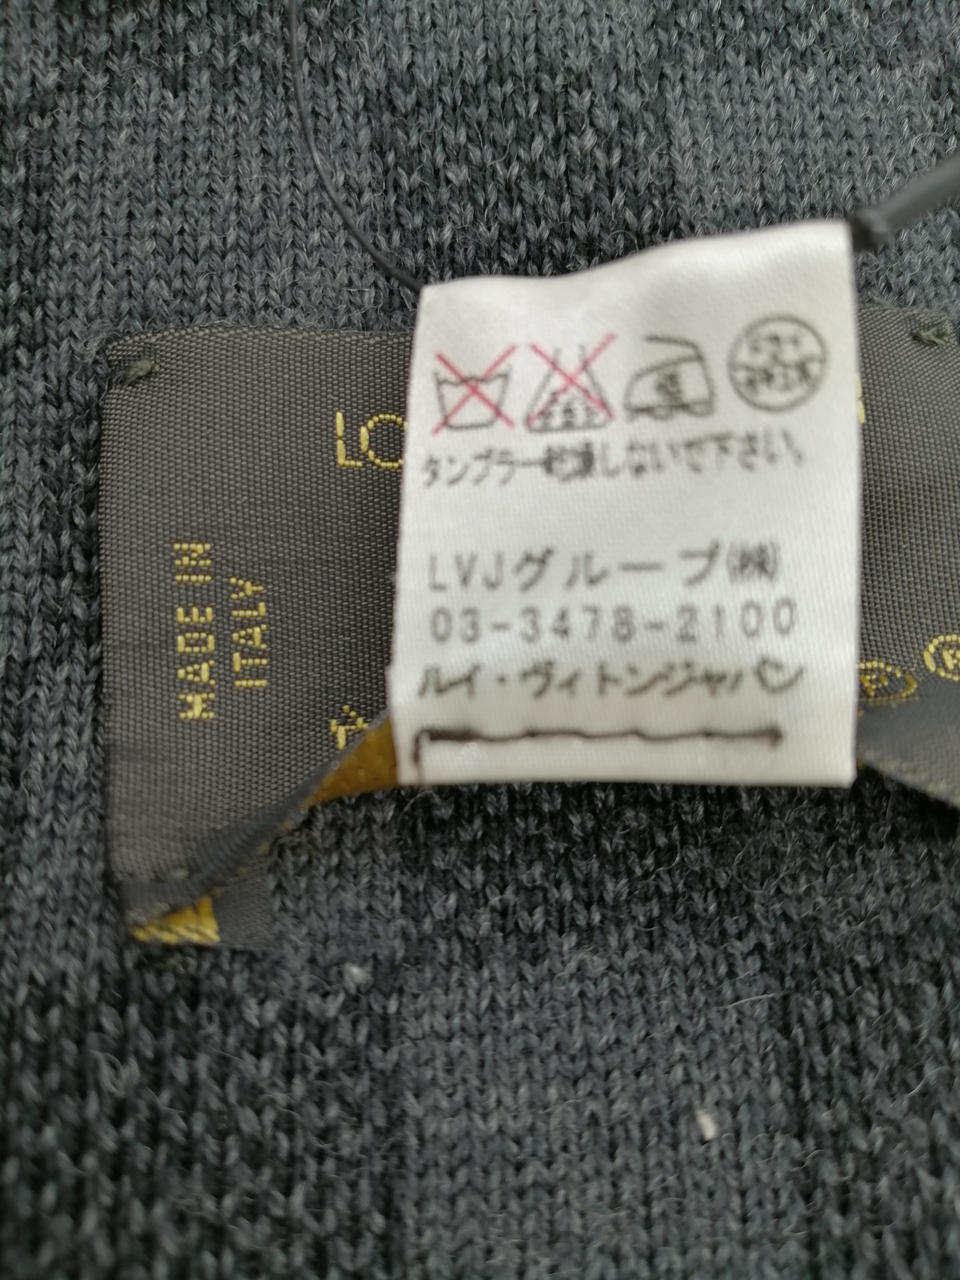 LO
MADE IN
ITALY
タンブラー乾燥しないで下さい。
LVJグループ㈱
03-3478-2100
ルイ・ヴィトンジャパン